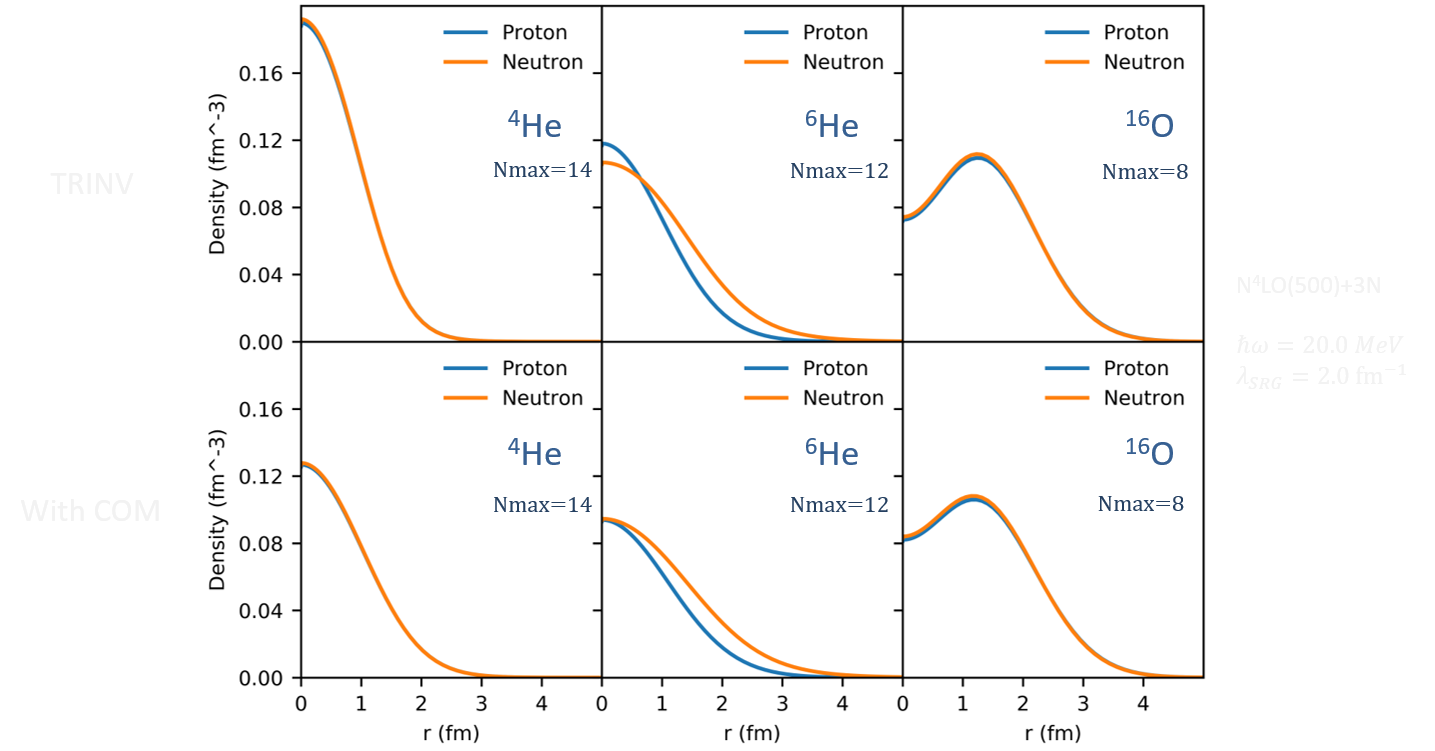 Proton
Neutron
⁴He
Nmax=14
Proton
Neutron
⁶He
Nmax=12
Proton
Neutron
¹⁶O
Nmax=8
0.16
0.12
0.08
0.04
0.00
Density (fm^-3)
TRINV
N⁴LO(500)+3N
ħω = 20.0 MeV
λ_SRG = 2.0 fm⁻¹
Proton
Neutron
⁴He
Nmax=14
Proton
Neutron
⁶He
Nmax=12
Proton
Neutron
¹⁶O
Nmax=8
0.16
0.12
0.08
0.04
0.00
Density (fm^-3)
With COM
0 1 2 3 4 0 1 2 3 4 0 1 2 3 4
r (fm) r (fm) r (fm)